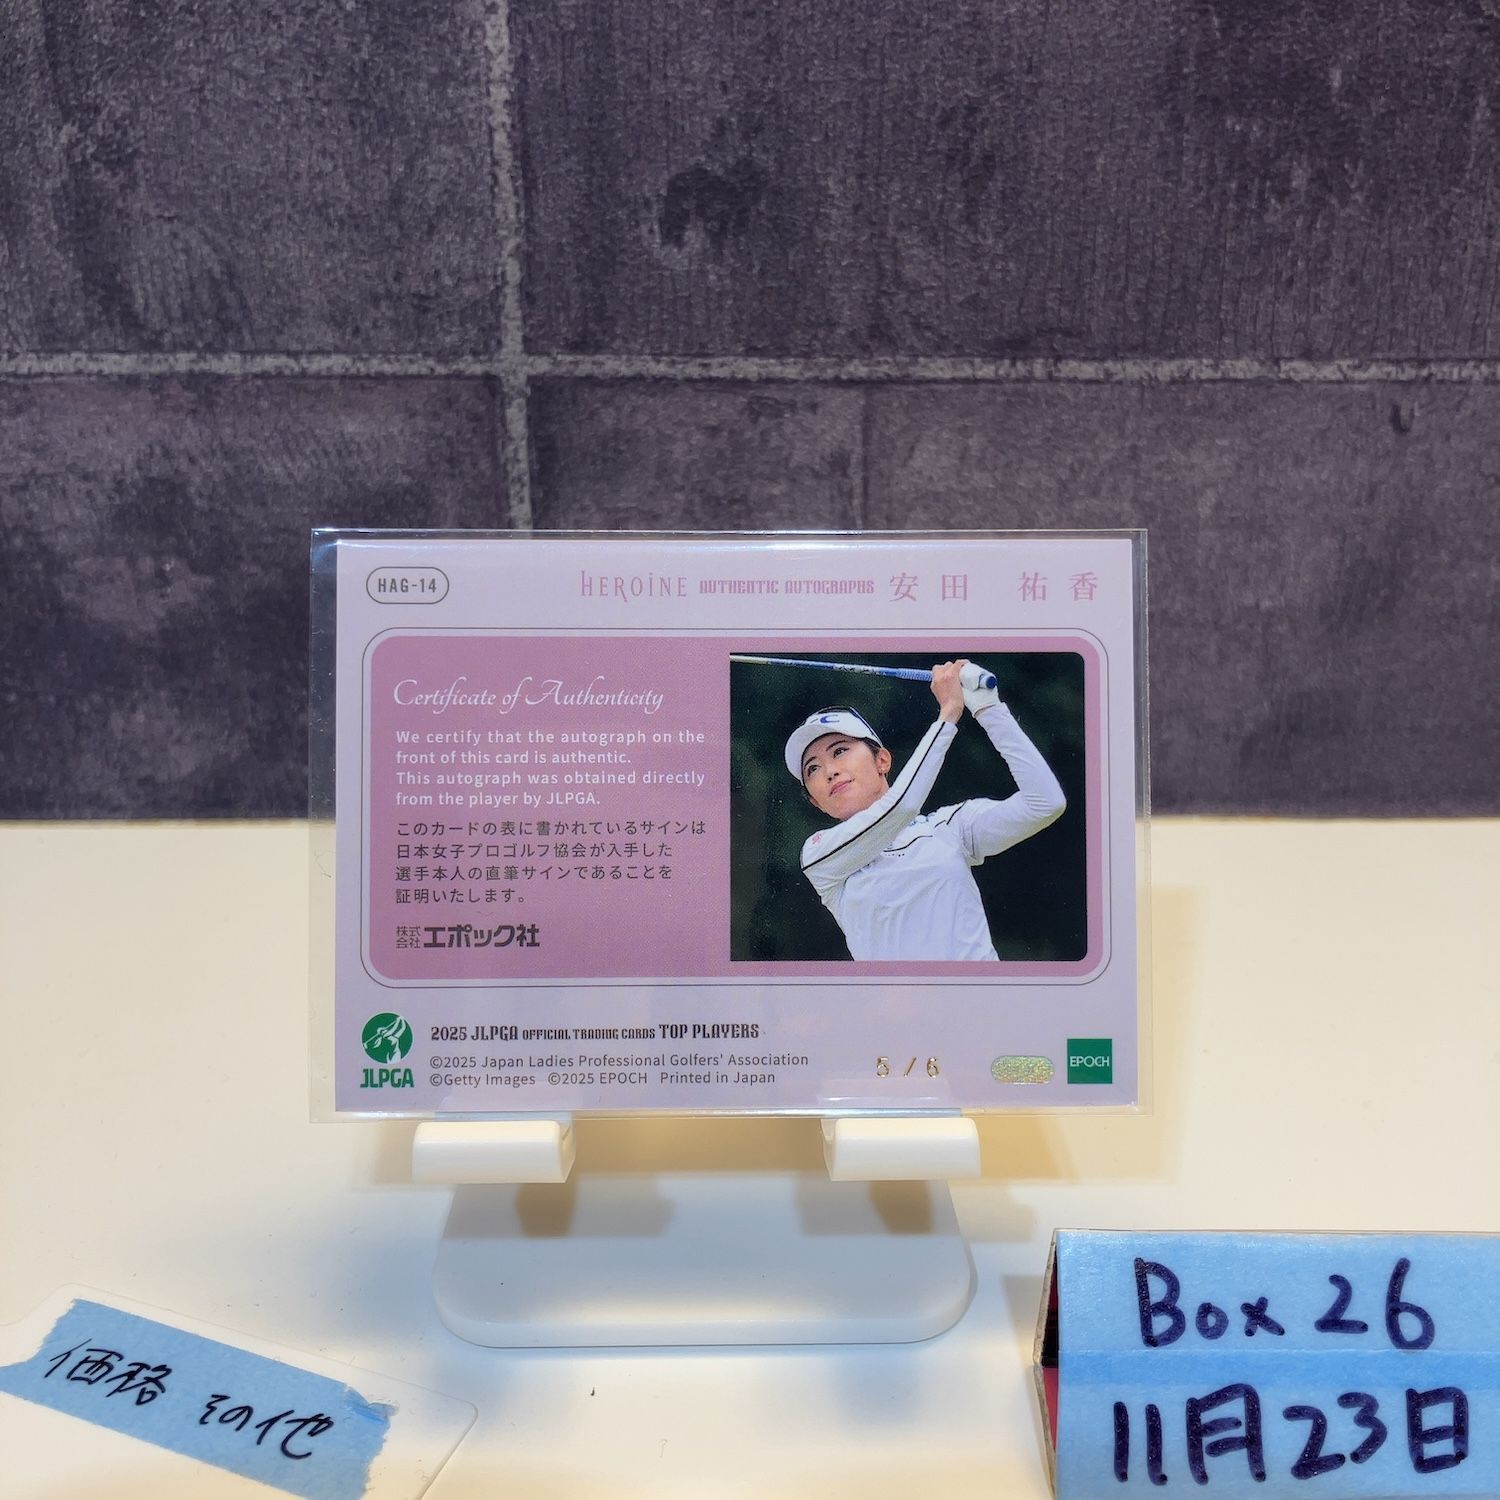 HAG-14
HEROINE AUTHENTIC AUTOGRAPHS 安田 祐香
Certificate of Authenticity
We certify that the autograph on the
front of this card is authentic.
This autograph was obtained directly
from the player by JLPGA.
このカードの表に書かれているサインは
日本女子プロゴルフ協会が入手した
選手本人の直筆サインであることを
証明いたします。
株式会社エポック社
2025 JLPGA OFFICIAL TRADING CARDS TOP PLAYERS
©2025 Japan Ladies Professional Golfers' Association
©Getty Images ©2025 EPOCH Printed in Japan
JLPGA
5/6
EPOCH
Box 26
11月23日
価格 その他